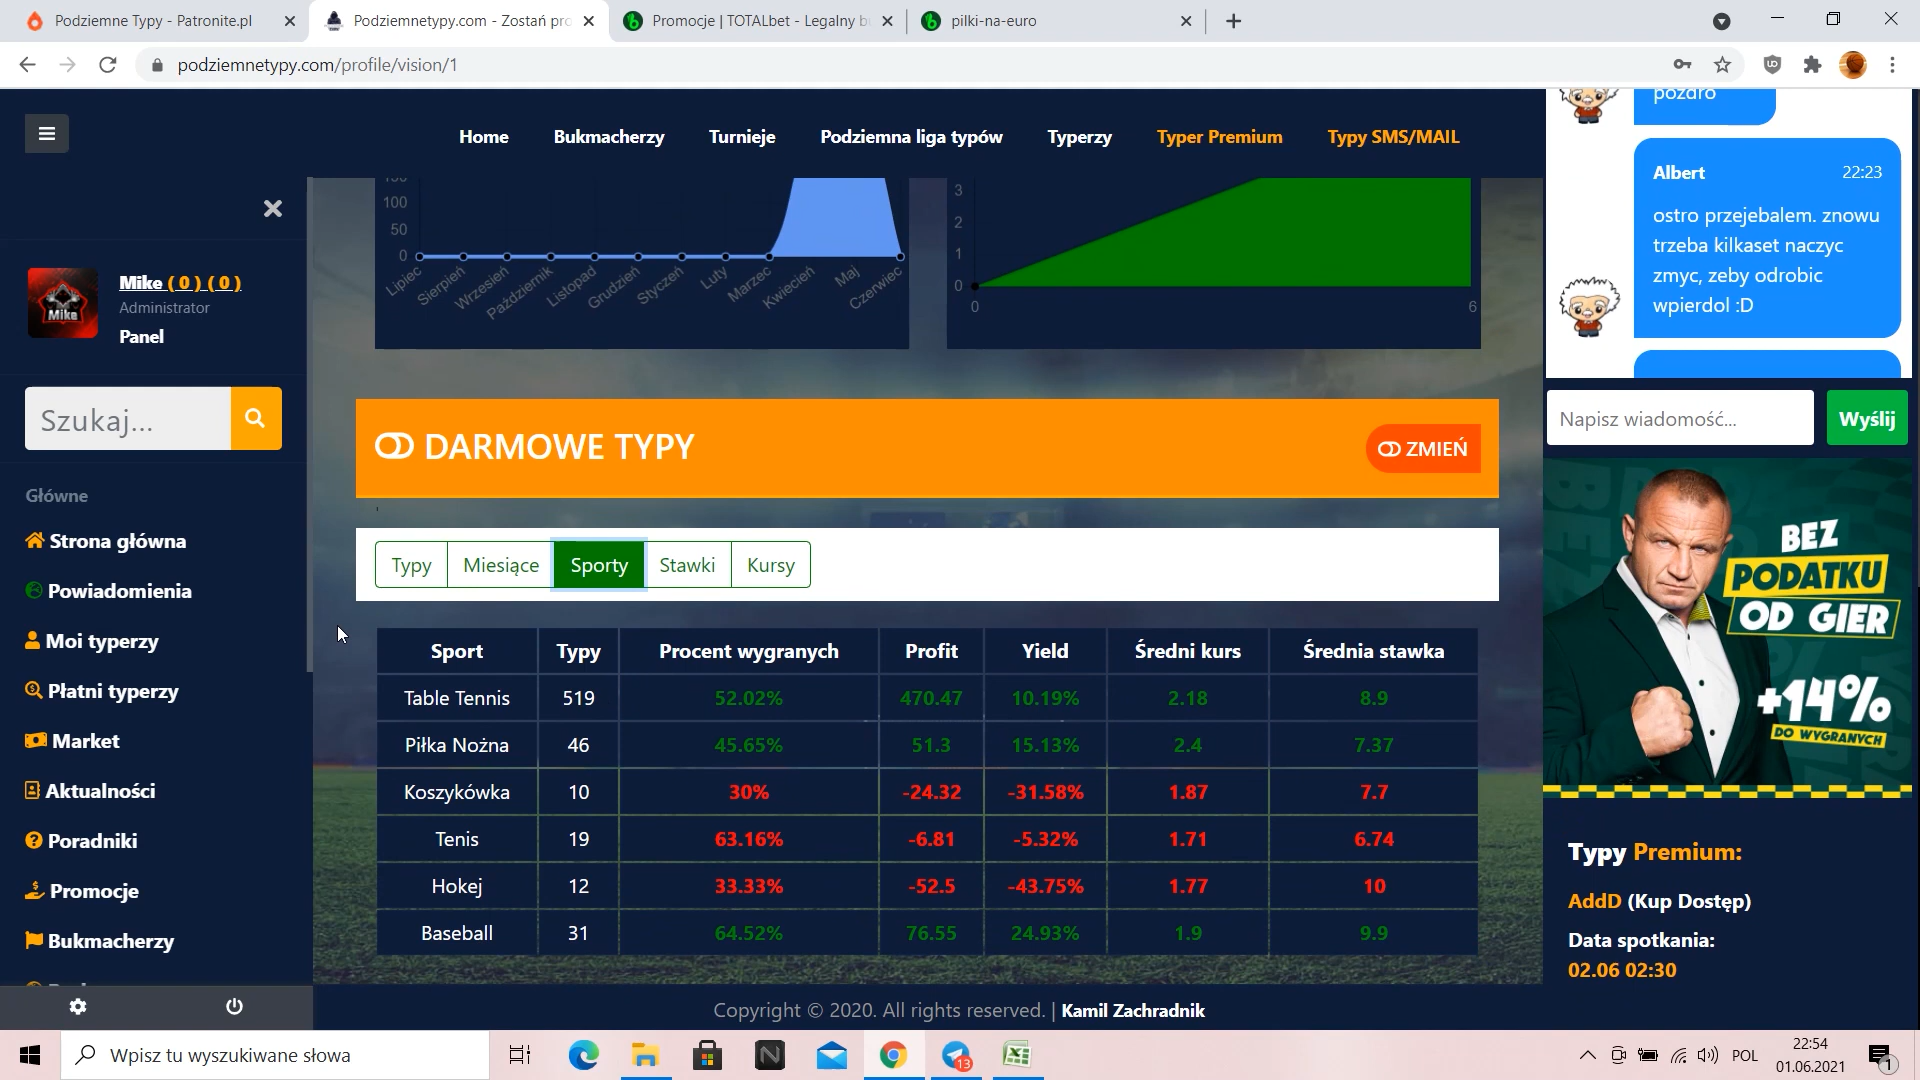 Podziemne Typy - Patronite.pl
Podziemnetypy.com - Zostań pro
Promocje | TOTALbet - Legalny bu
pilki-na-euro
podziemnetypy.com/profile/vision/1
Home
Bukmacherzy
Turnieje
Podziemna liga typów
Typerzy
Typer Premium
Typy SMS/MAIL
Mike ( 0 ) ( 0 )
Administrator
Panel
Mike
Szukaj...
Główne
Strona główna
Powiadomienia
Moi typerzy
Płatni typerzy
Market
Aktualności
Poradniki
Promocje
Bukmacherzy
150
100
50
0
Lipiec
Sierpień
Wrzesień
Październik
Listopad
Grudzień
Styczeń
Luty
Marzec
Kwiecień
Maj
Czerwiec
3
2
1
0
0
6
DARMOWE TYPY
ZMIEŃ
Typy
Miesiące
Sporty
Stawki
Kursy
Sport Typy Procent wygranych Profit Yield Średni kurs Średnia stawka
Table Tennis 519 52.02% 470.47 10.19% 2.18 8.9
Piłka Nożna 46 45.65% 51.3 15.13% 2.4 7.37
Koszykówka 10 30% -24.32 -31.58% 1.87 7.7
Tenis 19 63.16% -6.81 -5.32% 1.71 6.74
Hokej 12 33.33% -52.5 -43.75% 1.77 10
Baseball 31 64.52% 76.55 24.93% 1.9 9.9
Copyright © 2020. All rights reserved. | Kamil Zachradnik
pozdro
Albert 22:23
ostro przejebalem. znowu
trzeba kilkaset naczyc
zmyc, zeby odrobic
wpierdol :D
Napisz wiadomość...
Wyślij
BEZ
PODATKU
OD GIER
+14%
DO WYGRANYCH
Typy Premium:
AddD (Kup Dostęp)
Data spotkania:
02.06 02:30
Wpisz tu wyszukiwane słowa
13
POL
22:54
01.06.2021
1